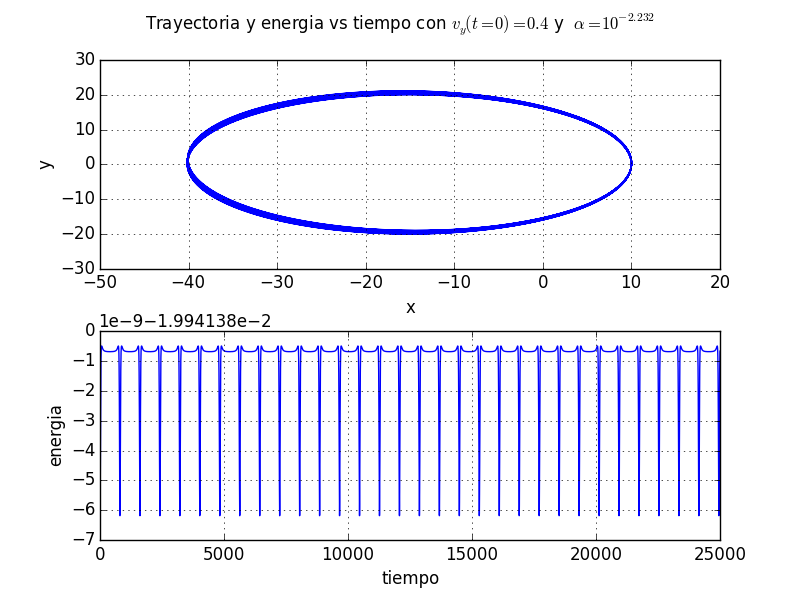 Trayectoria y energia vs tiempo con $v_y(t=0)=0.4$ y $\alpha=10^{-2.232}$
30
20
10
0
−10
−20
−30
y
−50 −40 −30 −20 −10 0 10 20
x
1e−9−1.994138e−2
0
−1
−2
−3
−4
−5
−6
−7
energia
0 5000 10000 15000 20000 25000
tiempo